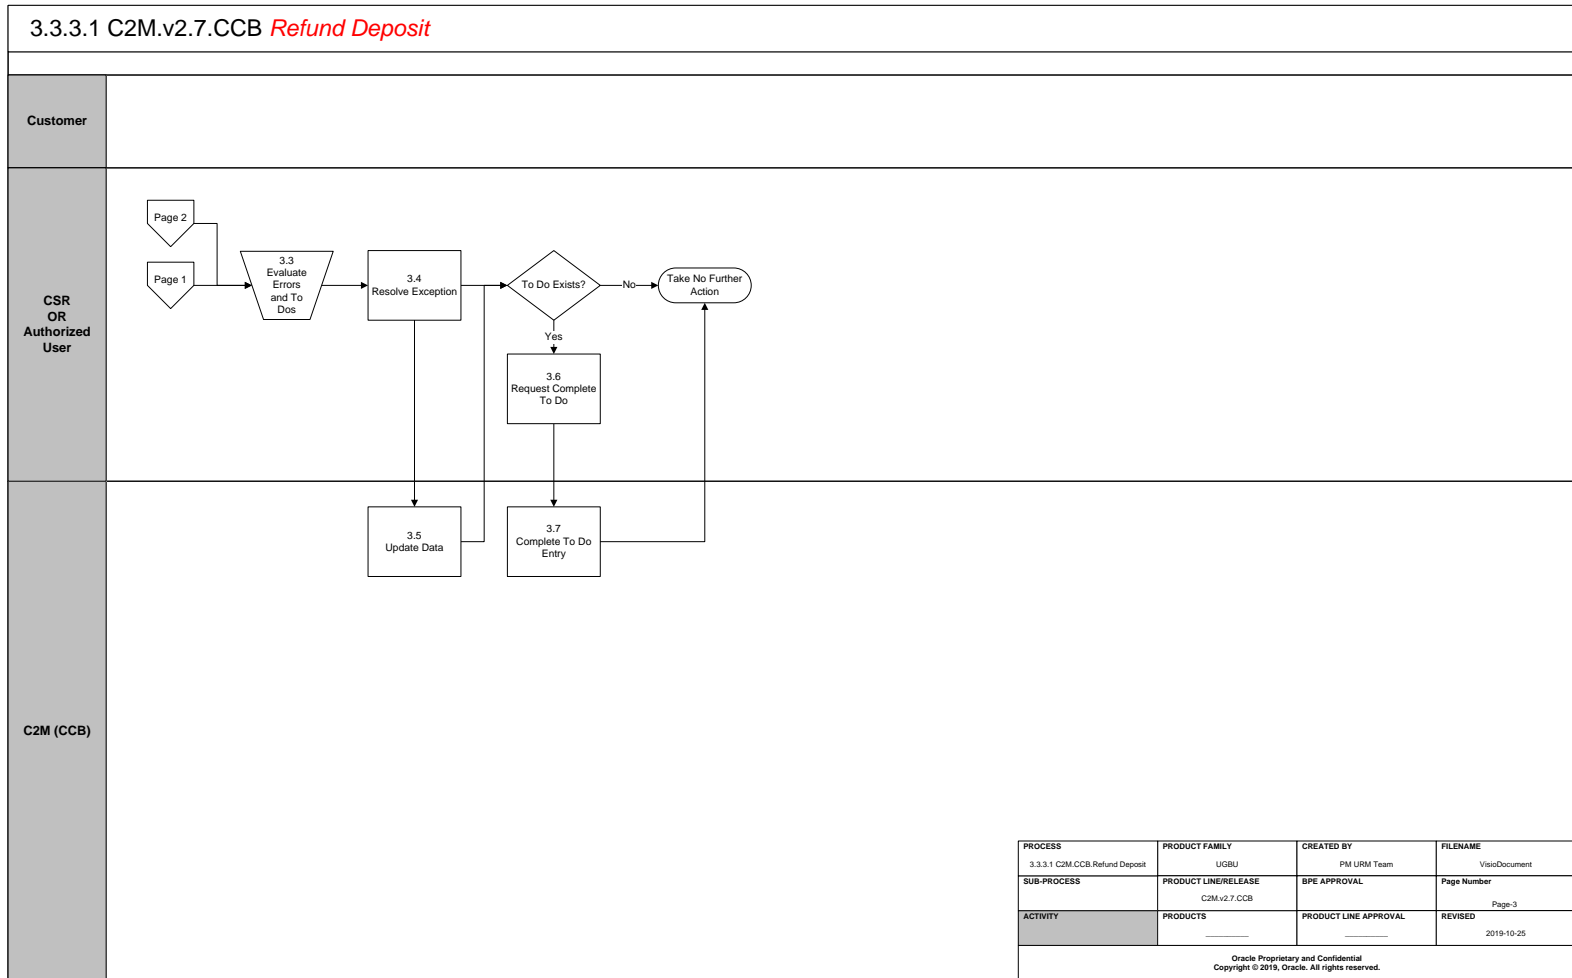 3.3.3.1 C2M.v2.7.CCB Refund Deposit
Customer
CSR
OR
Authorized
User
Page 2
Page 1
3.3
Evaluate
Errors
and To
Dos
3.4
Resolve Exception
To Do Exists?
No
Take No Further
Action
Yes
3.6
Request Complete
To Do
C2M (CCB)
3.5
Update Data
3.7
Complete To Do
Entry
PROCESS
3.3.3.1 C2M.CCB.Refund Deposit
PRODUCT FAMILY
UGBU
CREATED BY
PM URM Team
FILENAME
VisioDocument
SUB-PROCESS
PRODUCT LINE/RELEASE
C2M.v2.7.CCB
BPE APPROVAL
Page Number
Page-3
ACTIVITY
PRODUCTS
PRODUCT LINE APPROVAL
REVISED
2019-10-25
Oracle Proprietary and Confidential
Copyright © 2019, Oracle. All rights reserved.